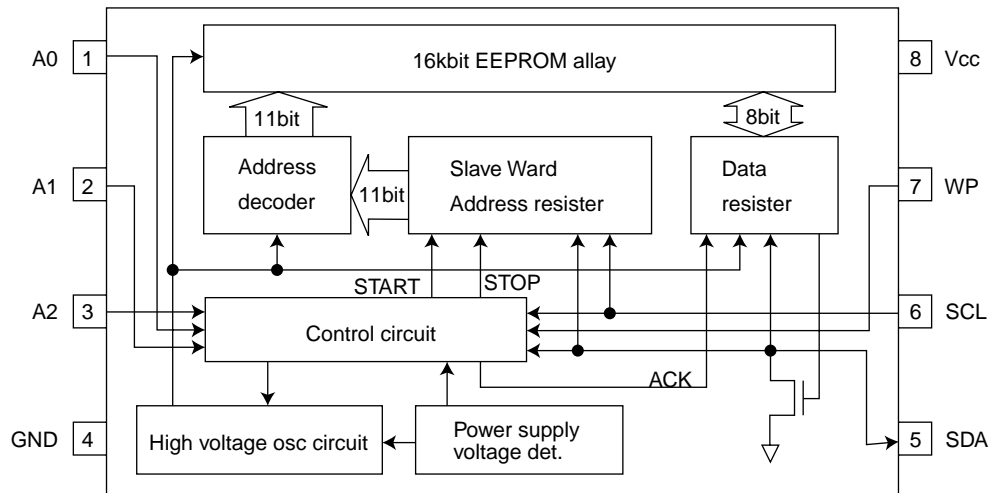 A0 1
16kbit EEPROM allay
8 Vcc
11bit
8bit
A1 2
Address
decoder
11bit
Slave Ward
Address resister
Data
resister
7 WP
START
STOP
A2 3
Control circuit
6 SCL
ACK
GND 4
High voltage osc circuit
Power supply
voltage det.
5 SDA